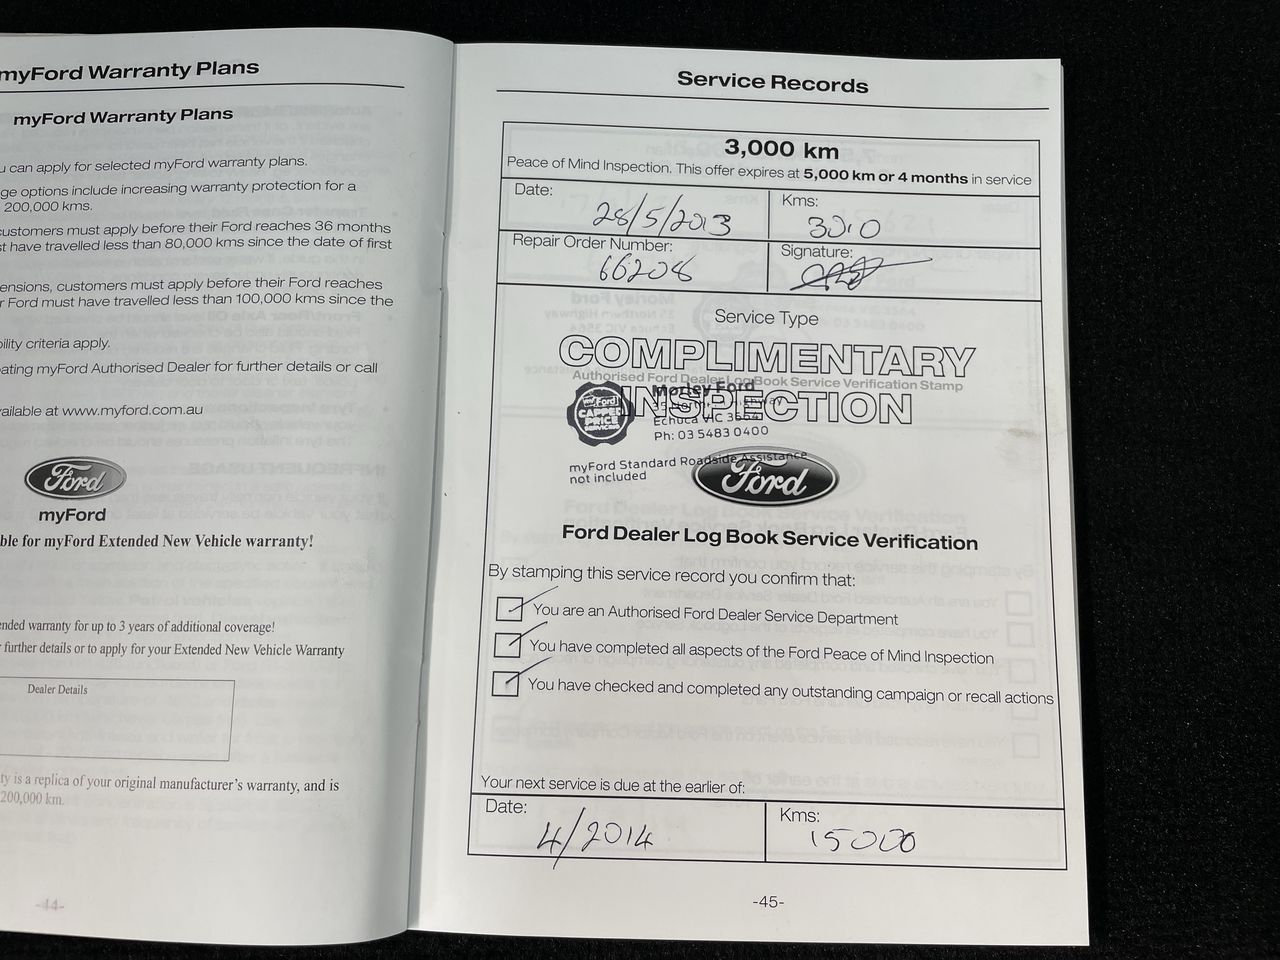 myFord Warranty Plans
myFord Warranty Plans
u can apply for selected myFord warranty plans.
ge options include increasing warranty protection for a
200,000 kms.
customers must apply before their Ford reaches 36 months
t have travelled less than 80,000 kms since the date of first
ensions, customers must apply before their Ford reaches
r Ford must have travelled less than 100,000 kms since the
bility criteria apply.
ating myFord Authorised Dealer for further details or call
vailable at www.myford.com.au
Ford
myFord
ble for myFord Extended New Vehicle warranty!
ended warranty for up to 3 years of additional coverage!
further details or to apply for your Extended New Vehicle Warranty
Dealer Details
ty is a replica of your original manufacturer's warranty, and is
200,000 km.
-44-
Service Records
3,000 km
Peace of Mind Inspection. This offer expires at 5,000 km or 4 months in service
Date: 28/5/2013
Kms: 3010
Repair Order Number: 66208
Signature:
Service Type
COMPLIMENTARY
Authorised Ford Dealer Log Book Service Verification Stamp
INSPECTION
myFord
CAPPED
PRICE
SERVICING
Morley Ford
Echuca VIC 3564
Ph: 03 5483 0400
myFord Standard Roadside Assistance
not included
Ford
Ford Dealer Log Book Service Verification
By stamping this service record you confirm that:
You are an Authorised Ford Dealer Service Department
You have completed all aspects of the Ford Peace of Mind Inspection
You have checked and completed any outstanding campaign or recall actions
Your next service is due at the earlier of:
Date: 4/2014
Kms: 15000
-45-